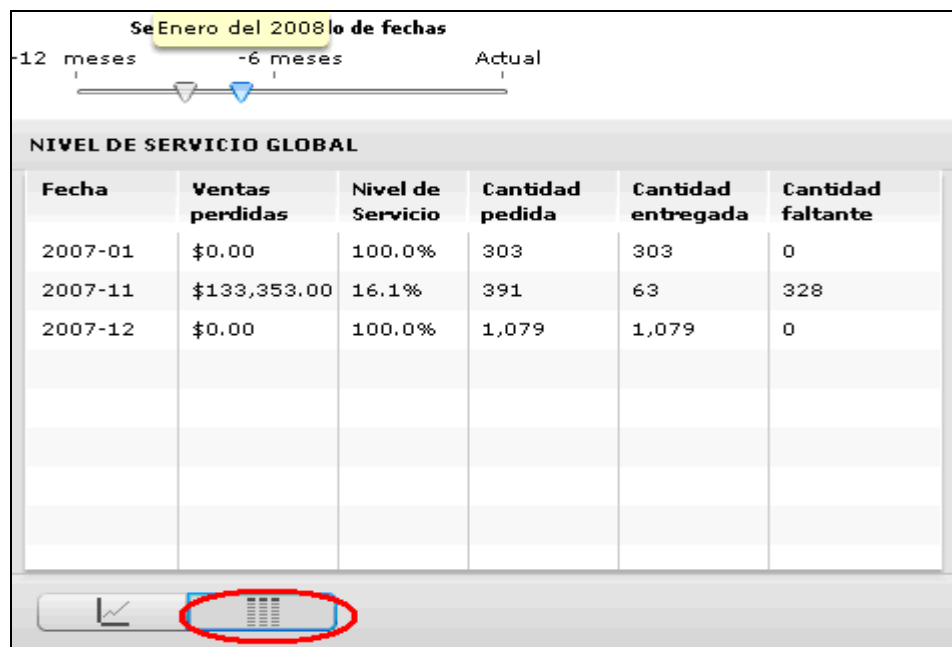 Se Enero del 2008 lo de fechas
-12 meses -6 meses Actual
NIVEL DE SERVICIO GLOBAL
Fecha Ventas perdidas Nivel de Servicio Cantidad pedida Cantidad entregada Cantidad faltante
2007-01 $0.00 100.0% 303 303 0
2007-11 $133,353.00 16.1% 391 63 328
2007-12 $0.00 100.0% 1,079 1,079 0